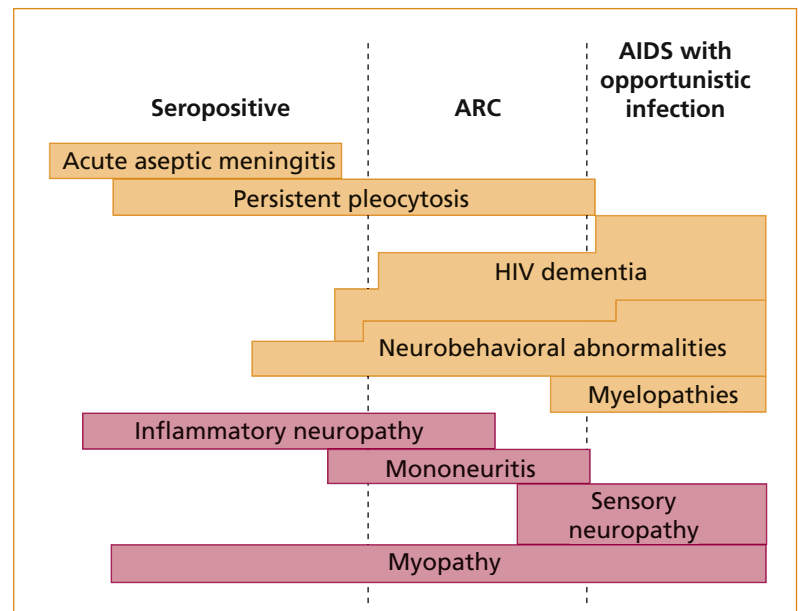 Seropositive
ARC
AIDS with
opportunistic
infection
Acute aseptic meningitis
Persistent pleocytosis
HIV dementia
Neurobehavioral abnormalities
Myelopathies
Inflammatory neuropathy
Mononeuritis
Sensory
neuropathy
Myopathy